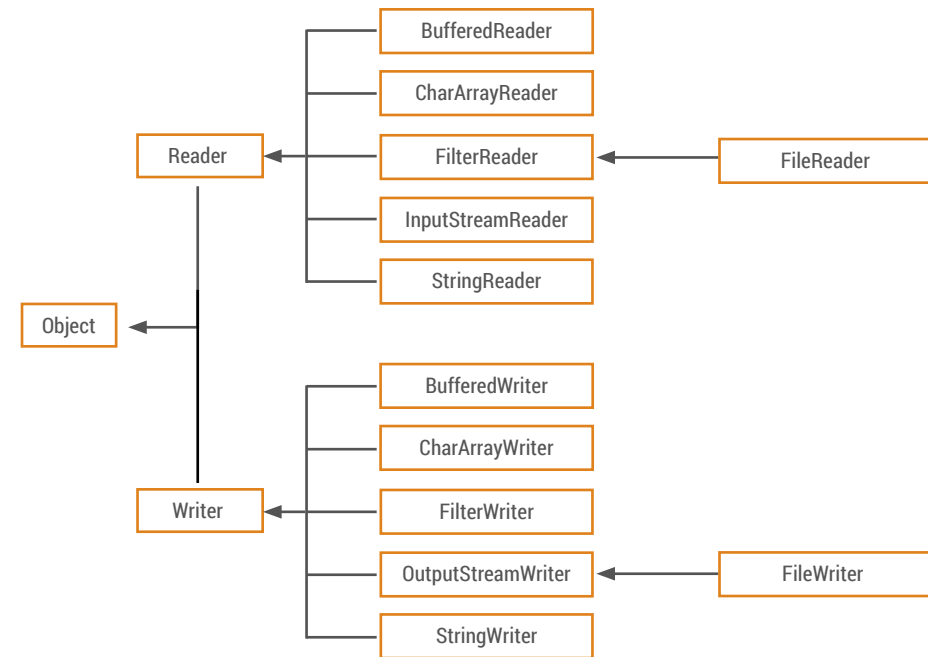 BufferedReader
CharArrayReader
Reader
FilterReader
FileReader
InputStreamReader
StringReader
Object
BufferedWriter
CharArrayWriter
Writer
FilterWriter
OutputStreamWriter
FileWriter
StringWriter